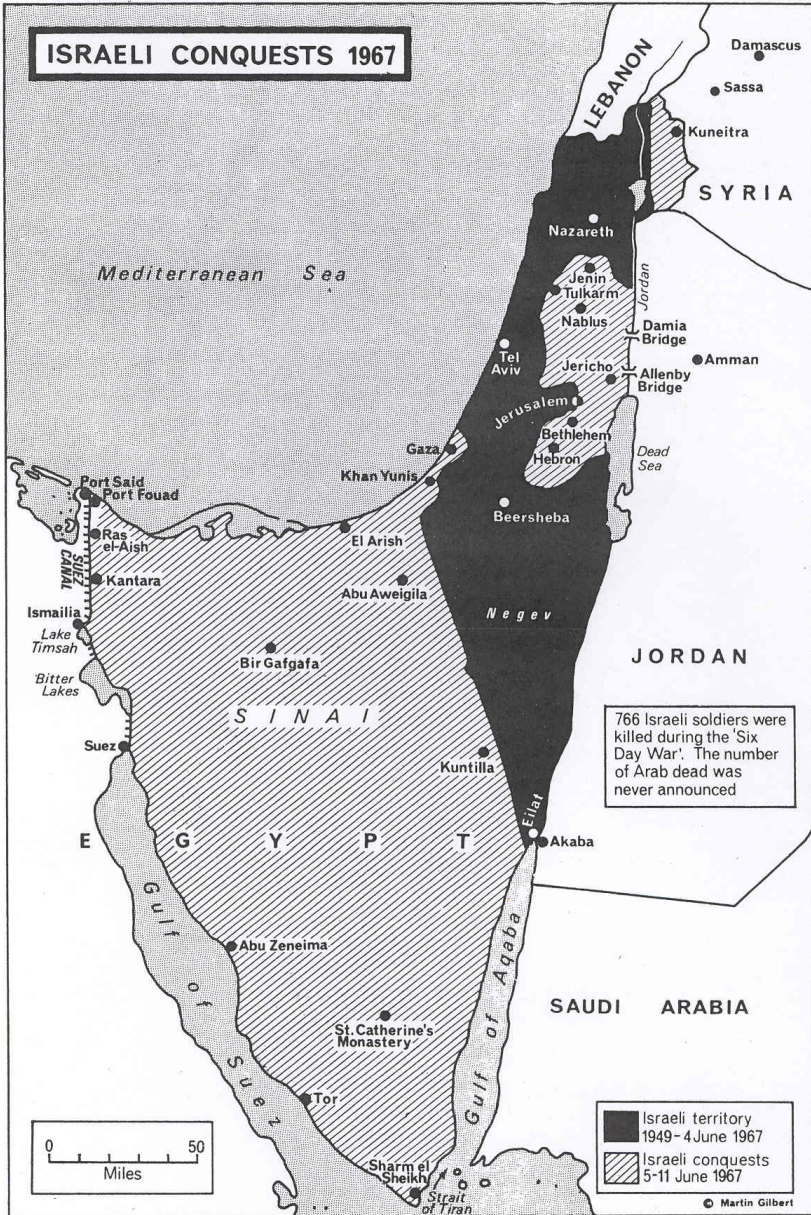 ISRAELI CONQUESTS 1967
LEBANON
Damascus
Sassa
Kuneitra
SYRIA
Nazareth
Mediterranean Sea
Jenin
Tulkarm
Nablus
Jordan
Damia
Bridge
Tel
Aviv
Jericho
Allenby
Bridge
Amman
Jerusalem
Bethlehem
Hebron
Dead
Sea
Gaza
Khan Yunis
Port Said
Port Fouad
Beersheba
Ras
el-Aish
El Arish
SUEZ
CANAL
Kantara
Abu Aweigila
Ismailia
Lake
Timsah
Negev
Bir Gafgafa
JORDAN
Bitter
Lakes
SINAI
766 Israeli soldiers were
killed during the 'Six
Day War'. The number
of Arab dead was
never announced
Suez
Kuntilla
Eilat
EGYPT
Akaba
Gulf of Suez
Abu Zeneima
Gulf of Aqaba
SAUDI ARABIA
St. Catherine's
Monastery
Tor
0 50
Miles
Sharm el
Sheikh
Strait
of Tiran
Israeli territory
1949-4 June 1967
Israeli conquests
5-11 June 1967
© Martin Gilbert